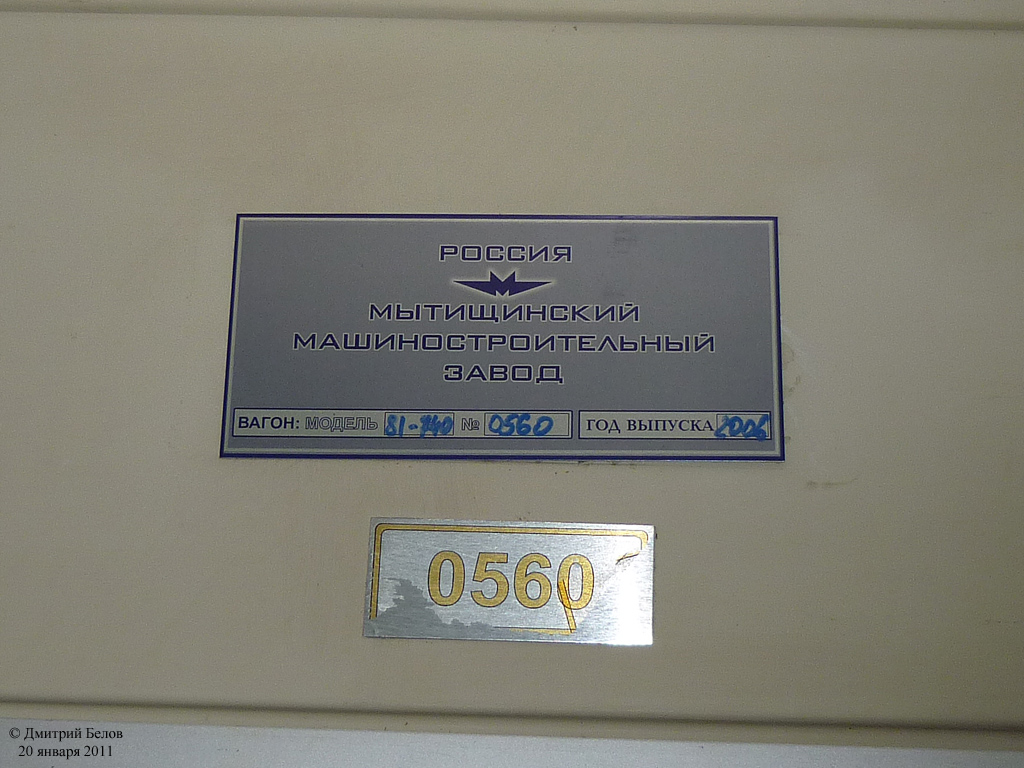 РОССИЯ
М
МЫТИЩИНСКИЙ
МАШИНОСТРОИТЕЛЬНЫЙ
ЗАВОД
ВАГОН: МОДЕЛЬ 81-740 № 0560 ГОД ВЫПУСКА 2006
0560
© Дмитрий Белов
20 января 2011